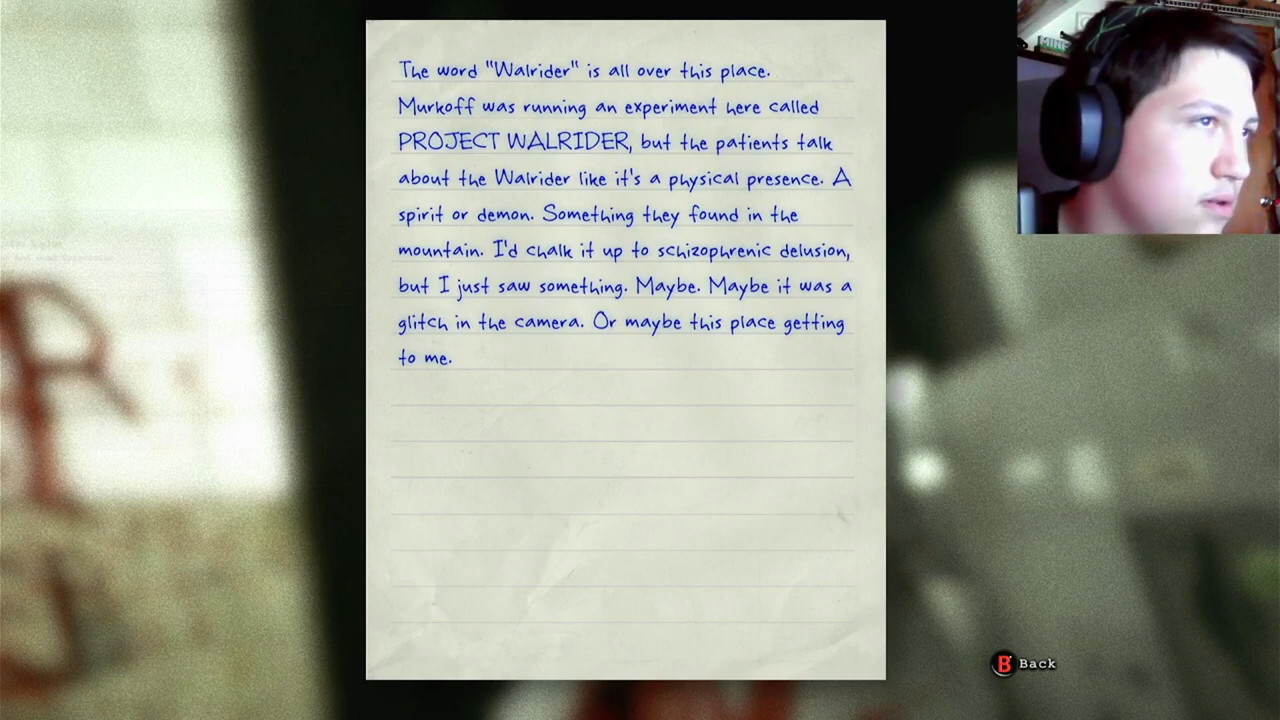 The word "Walrider" is all over this place.
Murkoff was running an experiment here called
PROJECT WALRIDER, but the patients talk
about the Walrider like it's a physical presence. A
spirit or demon. Something they found in the
mountain. I'd chalk it up to schizophrenic delusion,
but I just saw something. Maybe. Maybe it was a
glitch in the camera. Or maybe this place getting
to me.
B Back